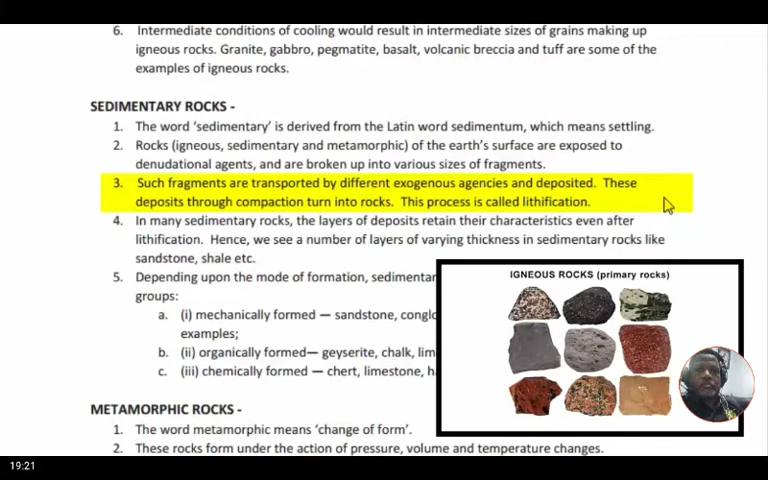 6. Intermediate conditions of cooling would result in intermediate sizes of grains making up
igneous rocks. Granite, gabbro, pegmatite, basalt, volcanic breccia and tuff are some of the
examples of igneous rocks.
SEDIMENTARY ROCKS -
1. The word ‘sedimentary’ is derived from the Latin word sedimentum, which means settling.
2. Rocks (igneous, sedimentary and metamorphic) of the earth’s surface are exposed to
denudational agents, and are broken up into various sizes of fragments.
3. Such fragments are transported by different exogenous agencies and deposited. These
deposits through compaction turn into rocks. This process is called lithification.
4. In many sedimentary rocks, the layers of deposits retain their characteristics even after
lithification. Hence, we see a number of layers of varying thickness in sedimentary rocks like
sandstone, shale etc.
5. Depending upon the mode of formation, sedimentar
groups:
a. (i) mechanically formed — sandstone, conglo
examples;
b. (ii) organically formed— geyserite, chalk, lim
c. (iii) chemically formed — chert, limestone, h
IGNEOUS ROCKS (primary rocks)
METAMORPHIC ROCKS -
1. The word metamorphic means ‘change of form’.
2. These rocks form under the action of pressure, volume and temperature changes.
19:21